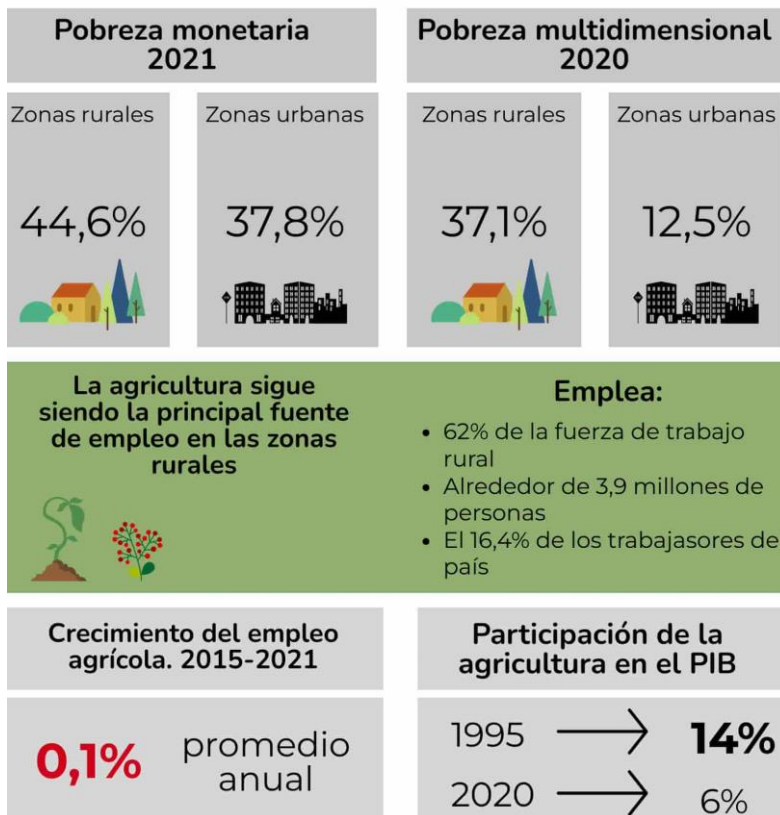 Pobreza monetaria
2021
Zonas rurales
44,6%
Zonas urbanas
37,8%
Pobreza multidimensional
2020
Zonas rurales
37,1%
Zonas urbanas
12,5%
La agricultura sigue
siendo la principal fuente
de empleo en las zonas
rurales
Emplea:
• 62% de la fuerza de trabajo
rural
• Alrededor de 3,9 millones de
personas
• El 16,4% de los trabajasores de
país
Crecimiento del empleo
agrícola. 2015-2021
0,1% promedio
anual
Participación de la
agricultura en el PIB
1995 → 14%
2020 → 6%